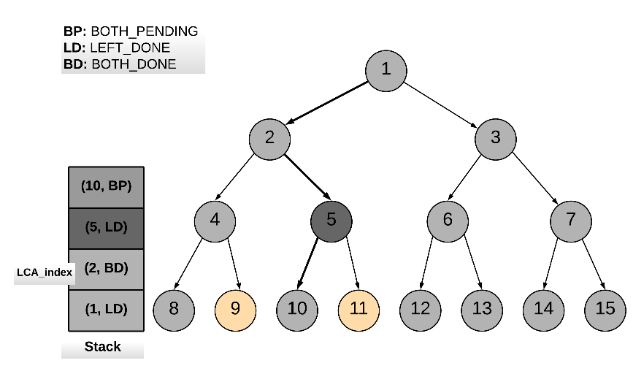 BP: BOTH_PENDING
LD: LEFT_DONE
BD: BOTH_DONE
1
2
3
(10, BP)
4
5
6
7
(5, LD)
LCA_index
(2, BD)
(1, LD)
8
9
10
11
12
13
14
15
Stack